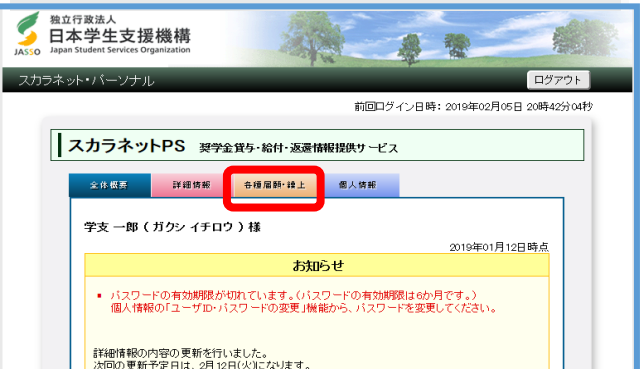 独立行政法人
日本学生支援機構
JASSO Japan Student Services Organization
スカラネット・パーソナル
ログアウト
前回ログイン日時：2019年02月05日 20時42分04秒
スカラネットPS 奨学金貸与・給付・返還情報提供サービス
全体概要 詳細情報 各種届願・繰上 個人情報
学支 一郎（ ガクシ イチロウ ）様
2019年01月12日時点
お知らせ
▪ パスワードの有効期限が切れています。（パスワードの有効期限は6か月です。）
個人情報の「ユーザID・パスワードの変更」機能から、パスワードを変更してください。
詳細情報の内容の更新を行いました。
次回の更新予定日は、2月12日(火)になります。